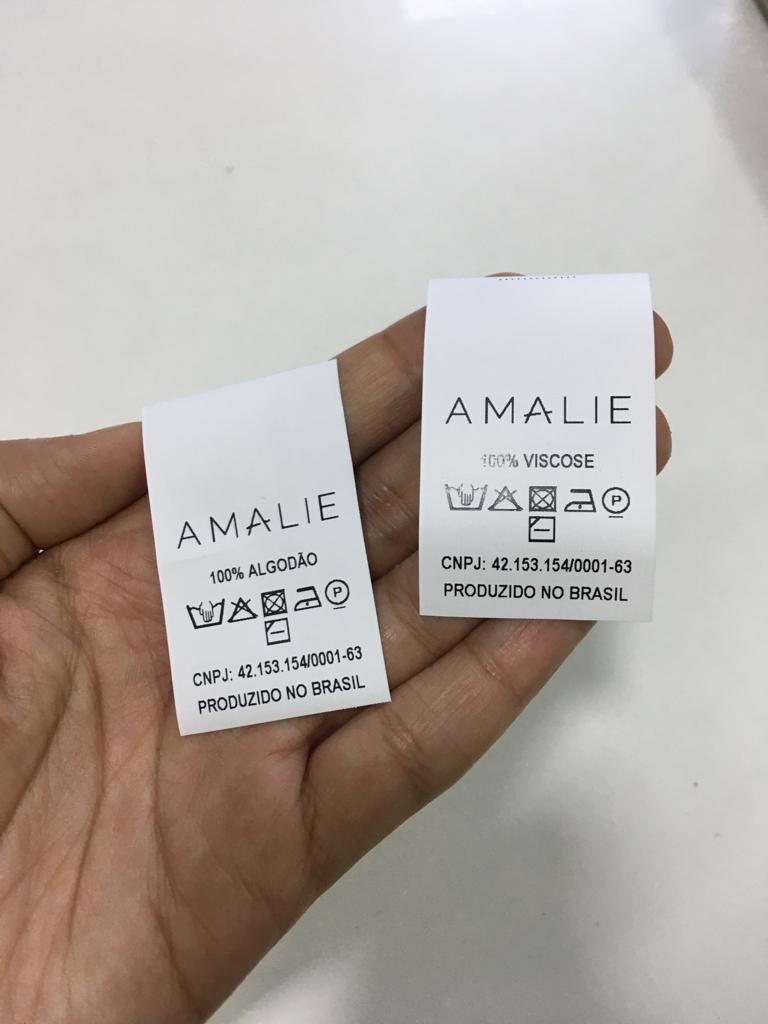 AMALIE
100% ALGODÃO
P
CNPJ: 42.153.154/0001-63
PRODUZIDO NO BRASIL
AMALIE
100% VISCOSE
P
CNPJ: 42.153.154/0001-63
PRODUZIDO NO BRASIL